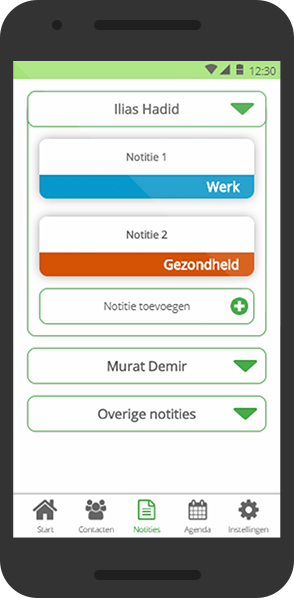 12:30
Ilias Hadid
Notitie 1
Werk
Notitie 2
Gezondheid
Notitie toevoegen
Murat Demir
Overige notities
Start Contacten Notities Agenda Instellingen